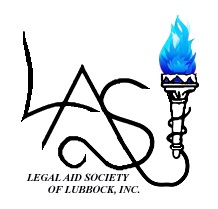 LAS
LEGAL AID SOCIETY
OF LUBBOCK, INC.